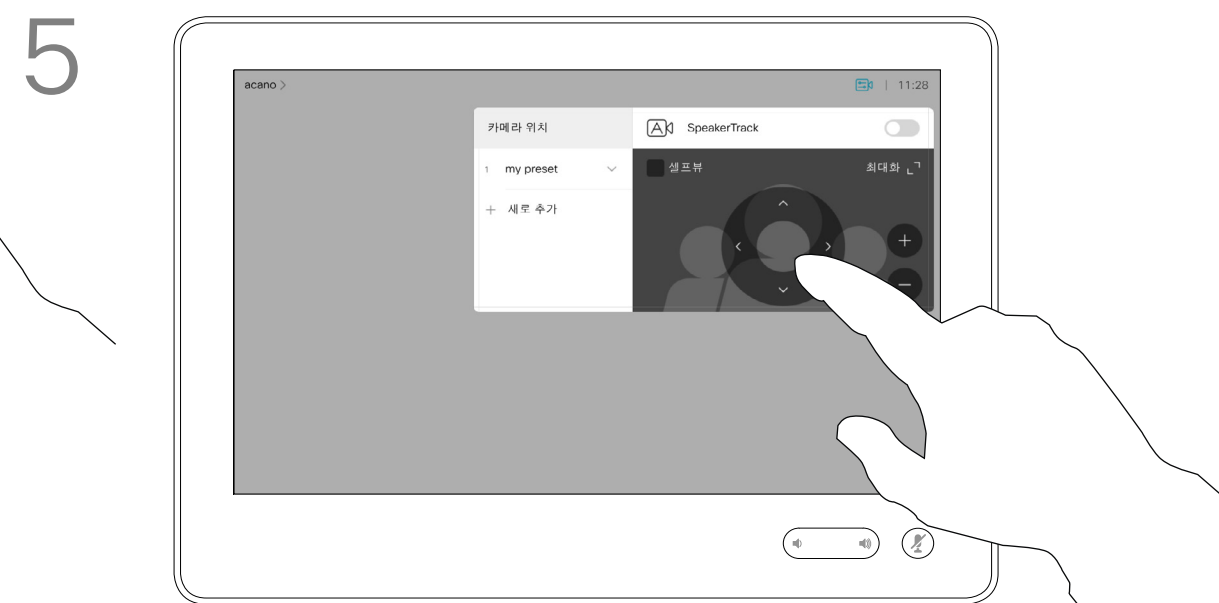 5
acano > 11:28
카메라 위치
SpeakerTrack
1 my preset
셀프뷰
최대화
+ 새로 추가